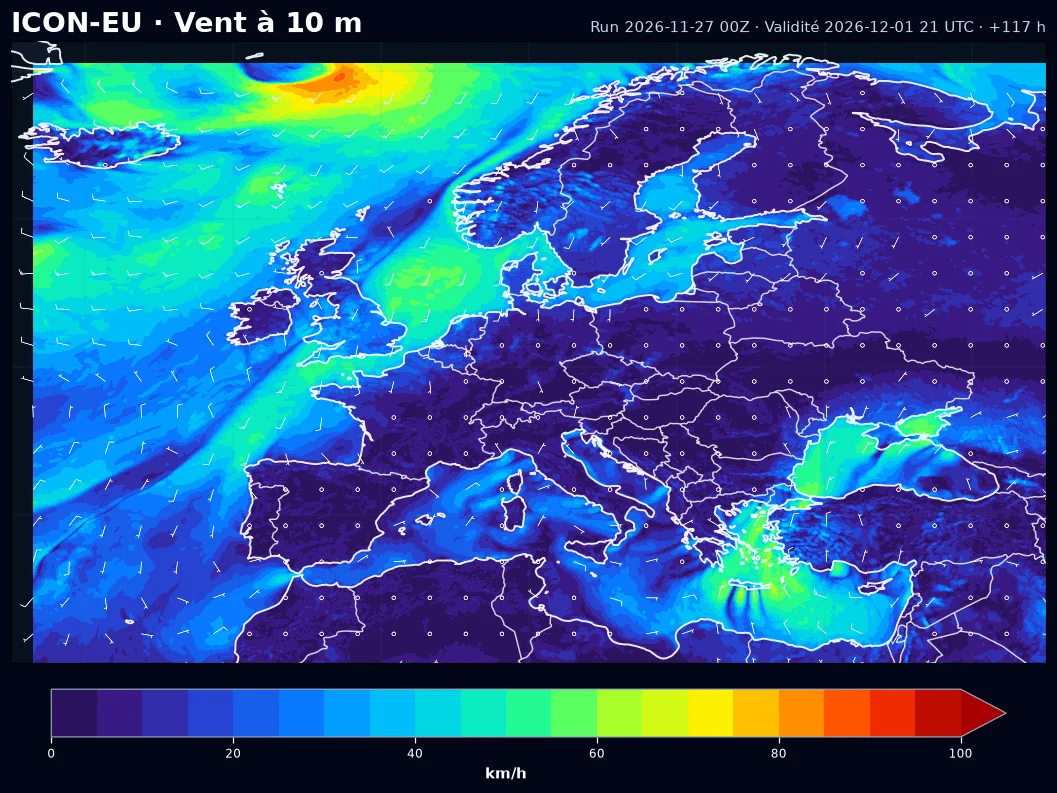 ICON-EU · Vent à 10 m
Run 2026-11-27 00Z · Validité 2026-12-01 21 UTC · +117 h
0 20 40 60 80 100
km/h